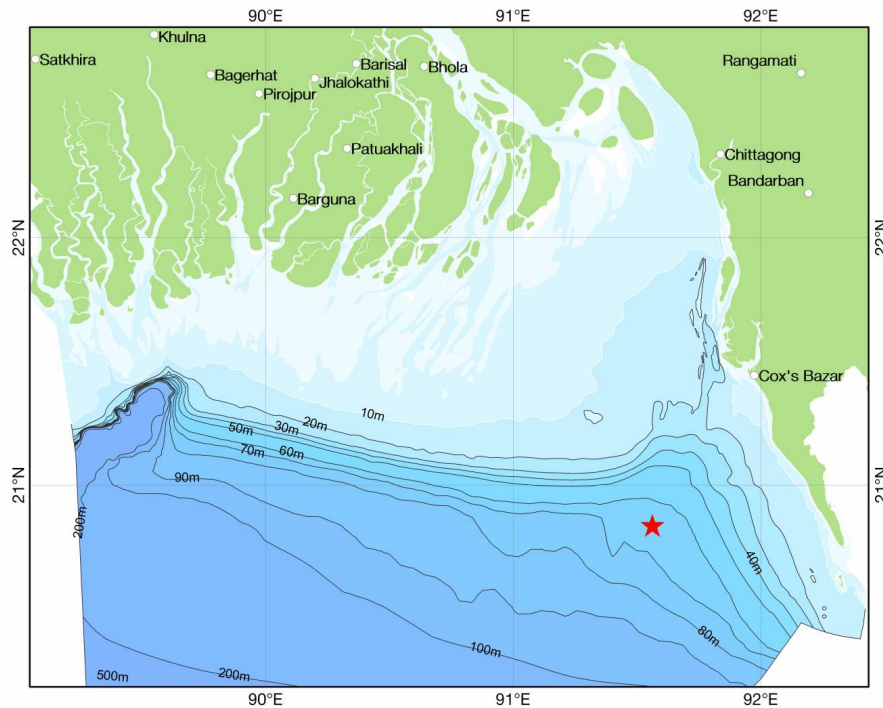 90°E
91°E
92°E
Khulna
Satkhira
Barisal
Bhola
Rangamati
Bagerhat
Jhalokathi
Pirojpur
Patuakhali
Chittagong
Bandarban
Barguna
22°N
22°N
Cox's Bazar
10m
20m
30m
50m
60m
70m
90m
21°N
21°N
200m
40m
80m
100m
200m
500m
90°E
91°E
92°E